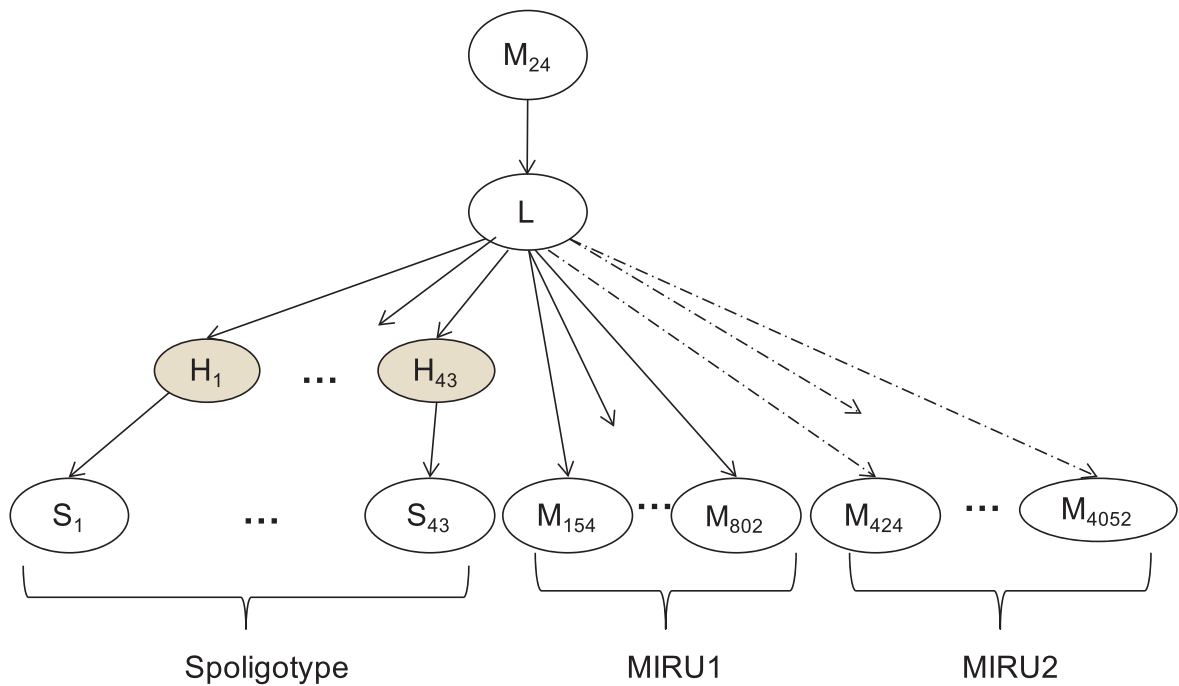 M₂₄
L
H₁ ... H₄₃
S₁ ... S₄₃ M₁₅₄ ... M₈₀₂ M₄₂₄ ... M₄₀₅₂
Spoligotype MIRU1 MIRU2